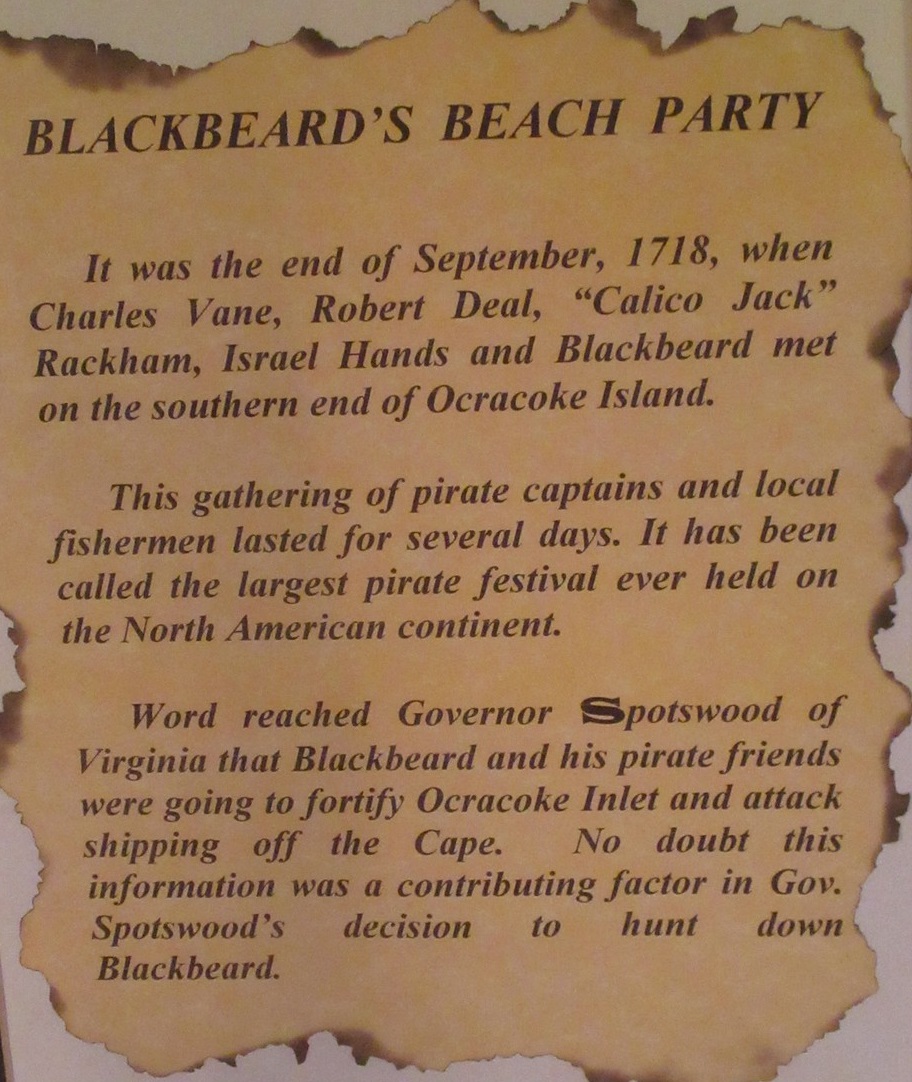 BLACKBEARD'S BEACH PARTY
It was the end of September, 1718, when
Charles Vane, Robert Deal, “Calico Jack”
Rackham, Israel Hands and Blackbeard met
on the southern end of Ocracoke Island.
This gathering of pirate captains and local
fishermen lasted for several days. It has been
called the largest pirate festival ever held on
the North American continent.
Word reached Governor Spotswood of
Virginia that Blackbeard and his pirate friends
were going to fortify Ocracoke Inlet and attack
shipping off the Cape. No doubt this
information was a contributing factor in Gov.
Spotswood's decision to hunt down
Blackbeard.